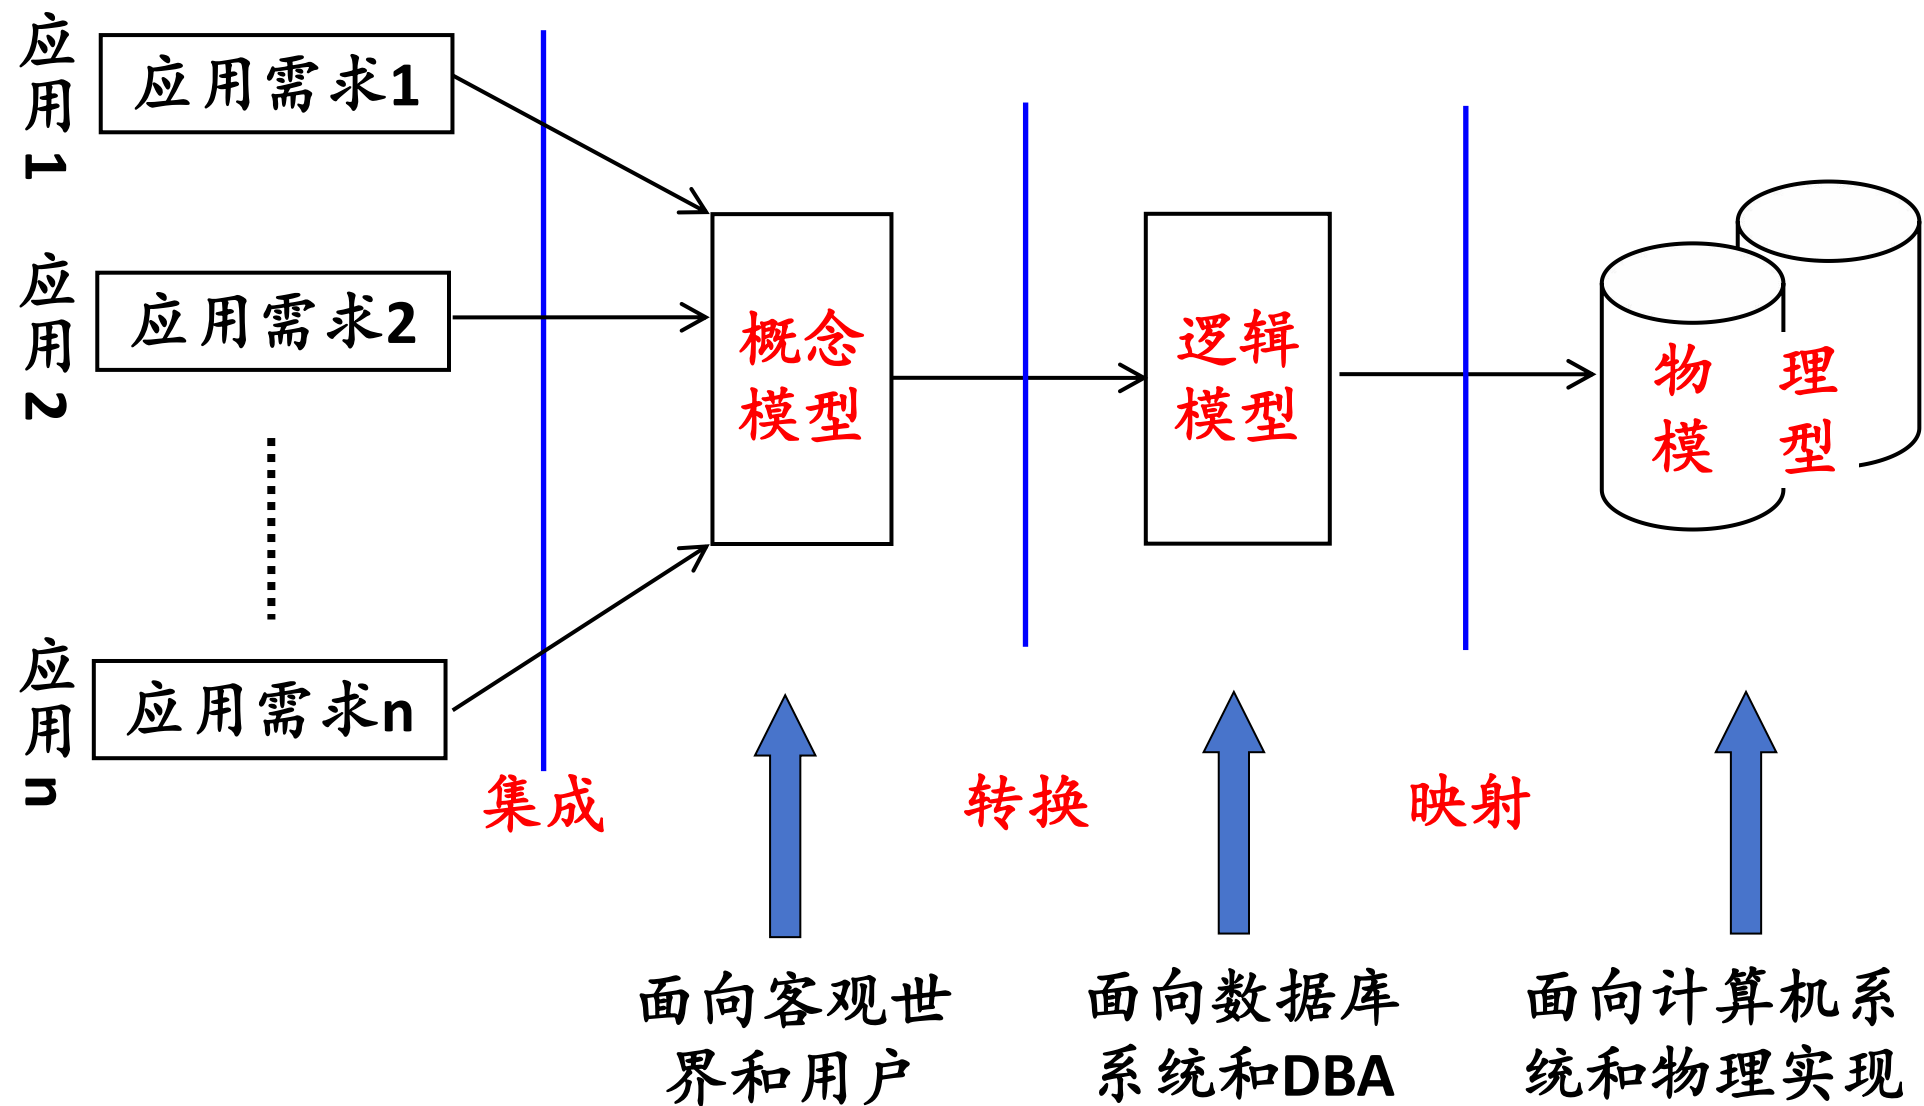 应用1
应用需求1
应用2
应用需求2
应用n
应用需求n
概念
模型
逻辑
模型
物理
模型
集成
转换
映射
面向客观世
界和用户
面向数据库
系统和DBA
面向计算机系
统和物理实现